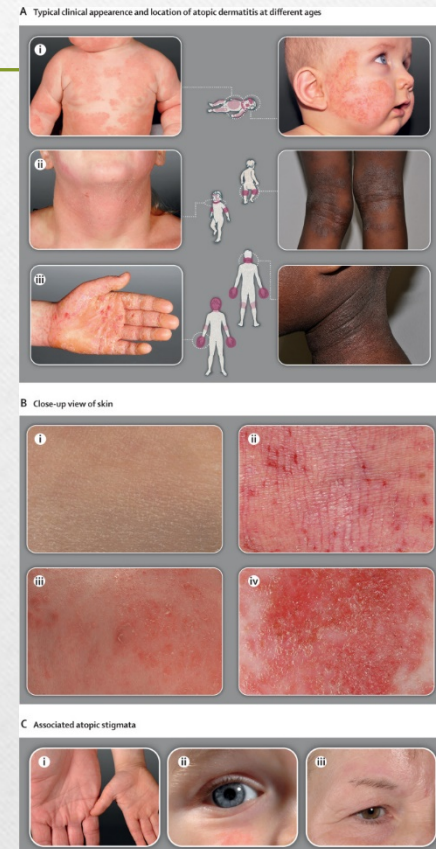 A Typical clinical appearence and location of atopic dermatitis at different ages
i
ii
iii
B Close-up view of skin
i
ii
iii
iv
C Associated atopic stigmata
i
ii
iii